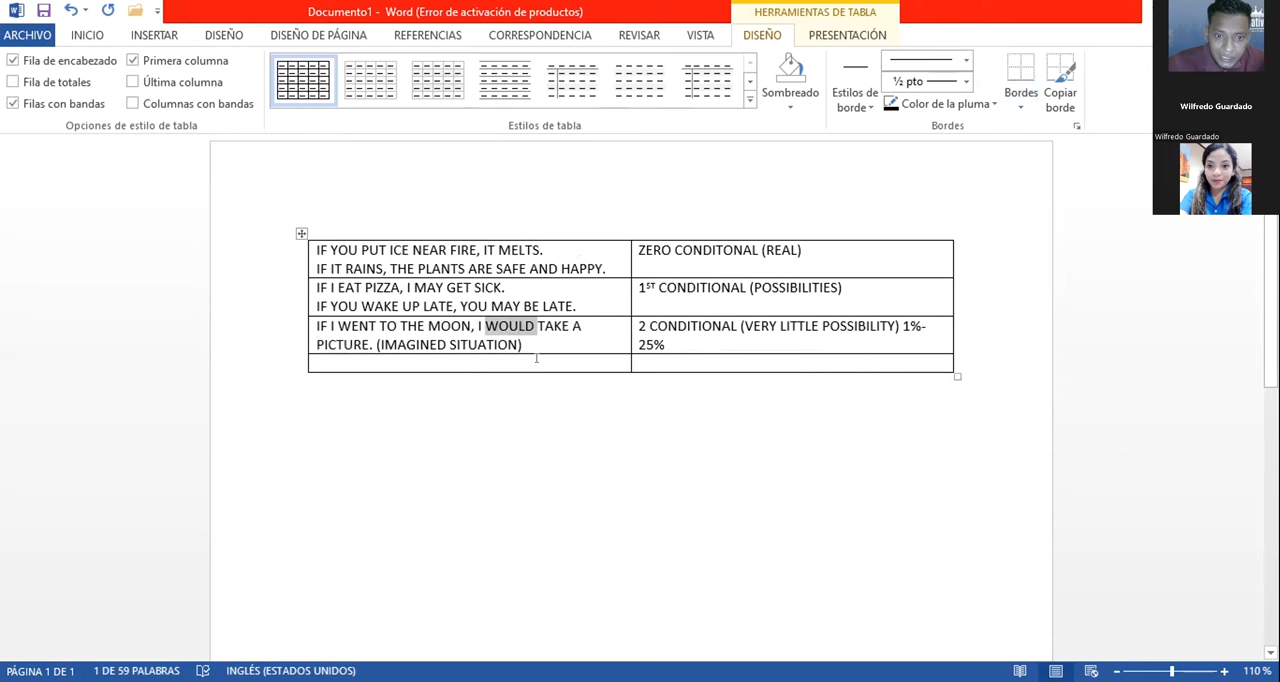 Documento1 - Word (Error de activación de productos)
HERRAMIENTAS DE TABLA
ARCHIVO INICIO INSERTAR DISEÑO DISEÑO DE PÁGINA REFERENCIAS CORRESPONDENCIA REVISAR VISTA DISEÑO PRESENTACIÓN
Fila de encabezado Primera columna
Fila de totales Última columna
Filas con bandas Columnas con bandas
Opciones de estilo de tabla
Estilos de tabla
Sombreado
Estilos de borde
½ pto
Color de la pluma
Bordes
Copiar borde
Bordes
Wilfredo Guardado
Wilfredo Guardado
IF YOU PUT ICE NEAR FIRE, IT MELTS.
IF IT RAINS, THE PLANTS ARE SAFE AND HAPPY.
ZERO CONDITONAL (REAL)
IF I EAT PIZZA, I MAY GET SICK.
IF YOU WAKE UP LATE, YOU MAY BE LATE.
1ST CONDITIONAL (POSSIBILITIES)
IF I WENT TO THE MOON, I WOULD TAKE A
PICTURE. (IMAGINED SITUATION)
2 CONDITIONAL (VERY LITTLE POSSIBILITY) 1%-
25%
PÁGINA 1 DE 1 1 DE 59 PALABRAS INGLÉS (ESTADOS UNIDOS) 110 %